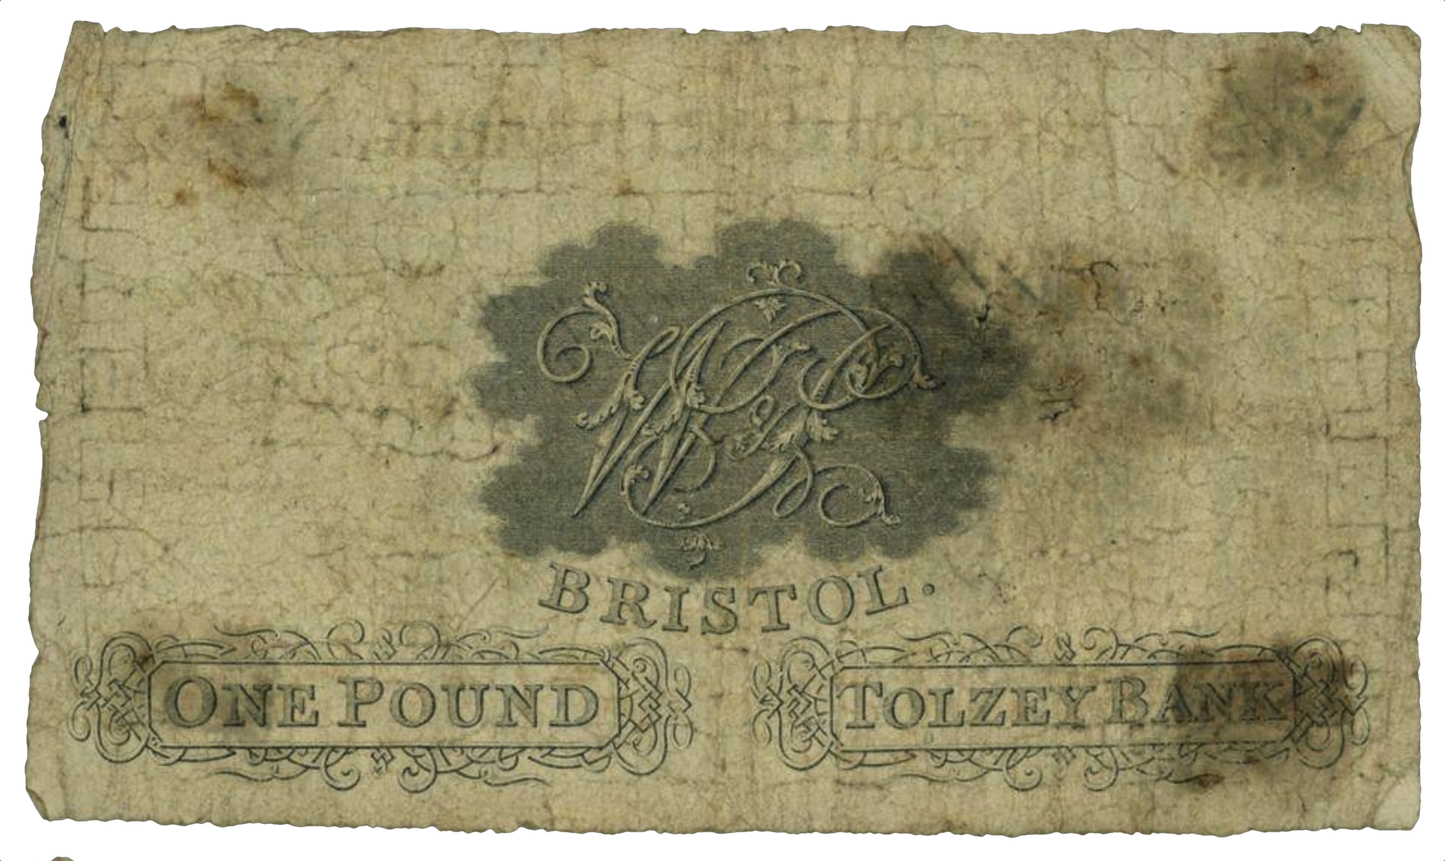 BRISTOL.
ONE POUND
TOLZEY BANK